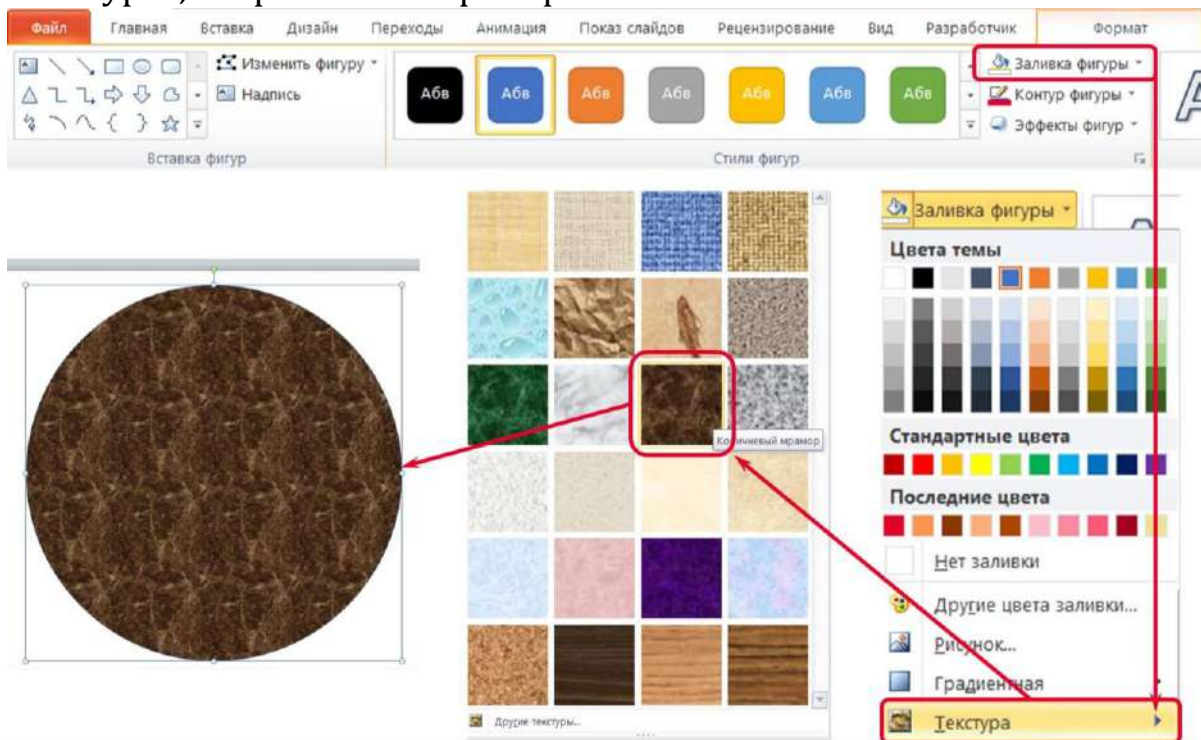 Файл Главная Вставка Дизайн Переходы Анимация Показ слайдов Рецензирование Вид Разработчик Формат
Изменить фигуру
Надпись
Вставка фигур
Абв Абв Абв Абв Абв Абв Абв
Стили фигур
Заливка фигуры
Контур фигуры
Эффекты фигур
Коричневый мрамор
Другие текстуры...
Заливка фигуры
Цвета темы
Стандартные цвета
Последние цвета
Нет заливки
Другие цвета заливки...
Рисунок...
Градиентная
Текстура